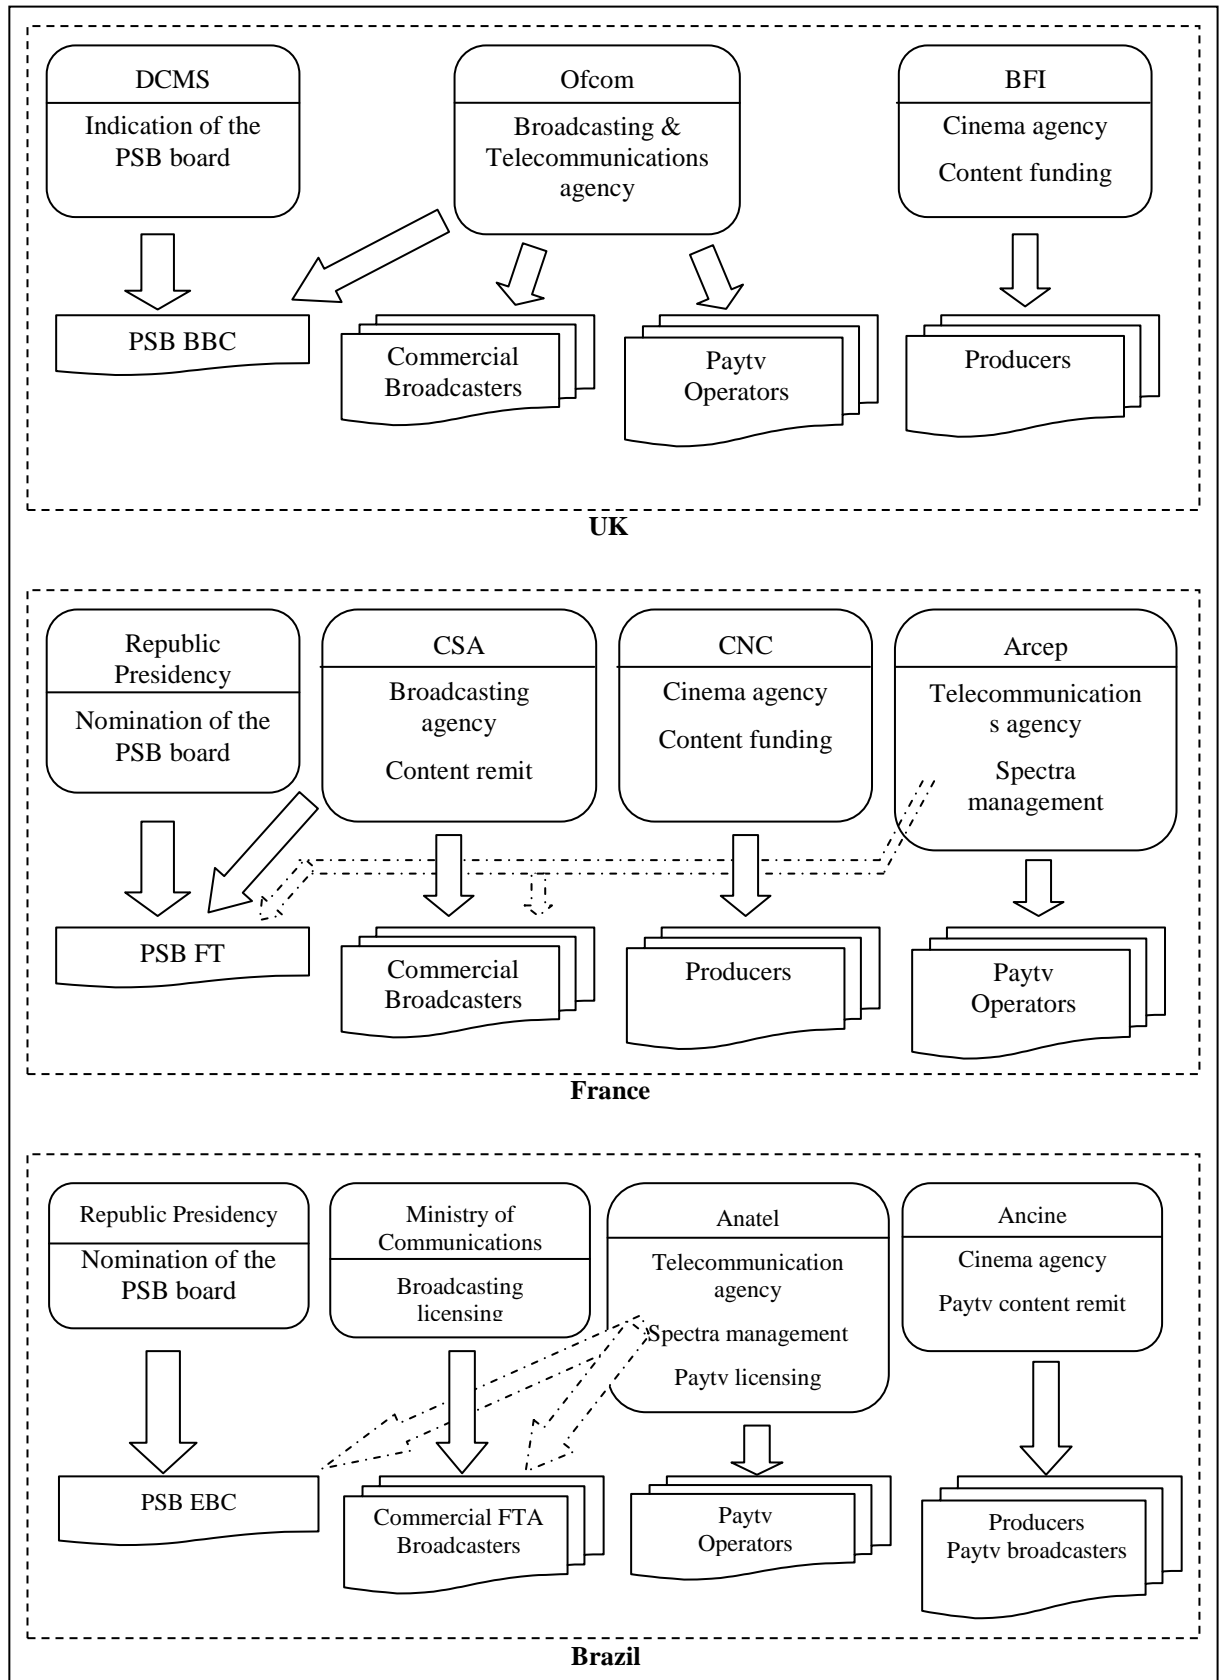 DCMS
Indication of the
PSB board
Ofcom
Broadcasting &
Telecommunications
agency
BFI
Cinema agency
Content funding
PSB BBC
Commercial
Broadcasters
Paytv
Operators
Producers
UK
Republic
Presidency
Nomination of the
PSB board
CSA
Broadcasting
agency
Content remit
CNC
Cinema agency
Content funding
Arcep
Telecommunication
s agency
Spectra
management
PSB FT
Commercial
Broadcasters
Producers
Paytv
Operators
France
Republic Presidency
Nomination of the
PSB board
Ministry of
Communications
Broadcasting
licensing
Anatel
Telecommunication
agency
Spectra management
Paytv licensing
Ancine
Cinema agency
Paytv content remit
PSB EBC
Commercial FTA
Broadcasters
Paytv
Operators
Producers
Paytv broadcasters
Brazil